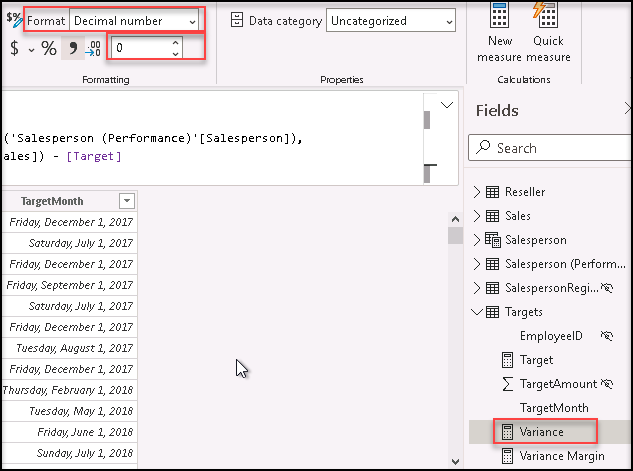 Format Decimal number
Data category Uncategorized
$ % 9 .00 0
New measure
Quick measure
Formatting
Properties
Calculations
('Salesperson (Performance)'[Salesperson]),
ales]) - [Target]
Fields
Search
TargetMonth
Friday, December 1, 2017
Saturday, July 1, 2017
Friday, December 1, 2017
Friday, September 1, 2017
Saturday, July 1, 2017
Friday, December 1, 2017
Tuesday, August 1, 2017
Friday, December 1, 2017
Thursday, February 1, 2018
Tuesday, May 1, 2018
Friday, June 1, 2018
Sunday, July 1, 2018
Reseller
Sales
Salesperson
Salesperson (Perform...
SalespersonRegi...
Targets
EmployeeID
Target
TargetAmount
TargetMonth
Variance
Variance Margin